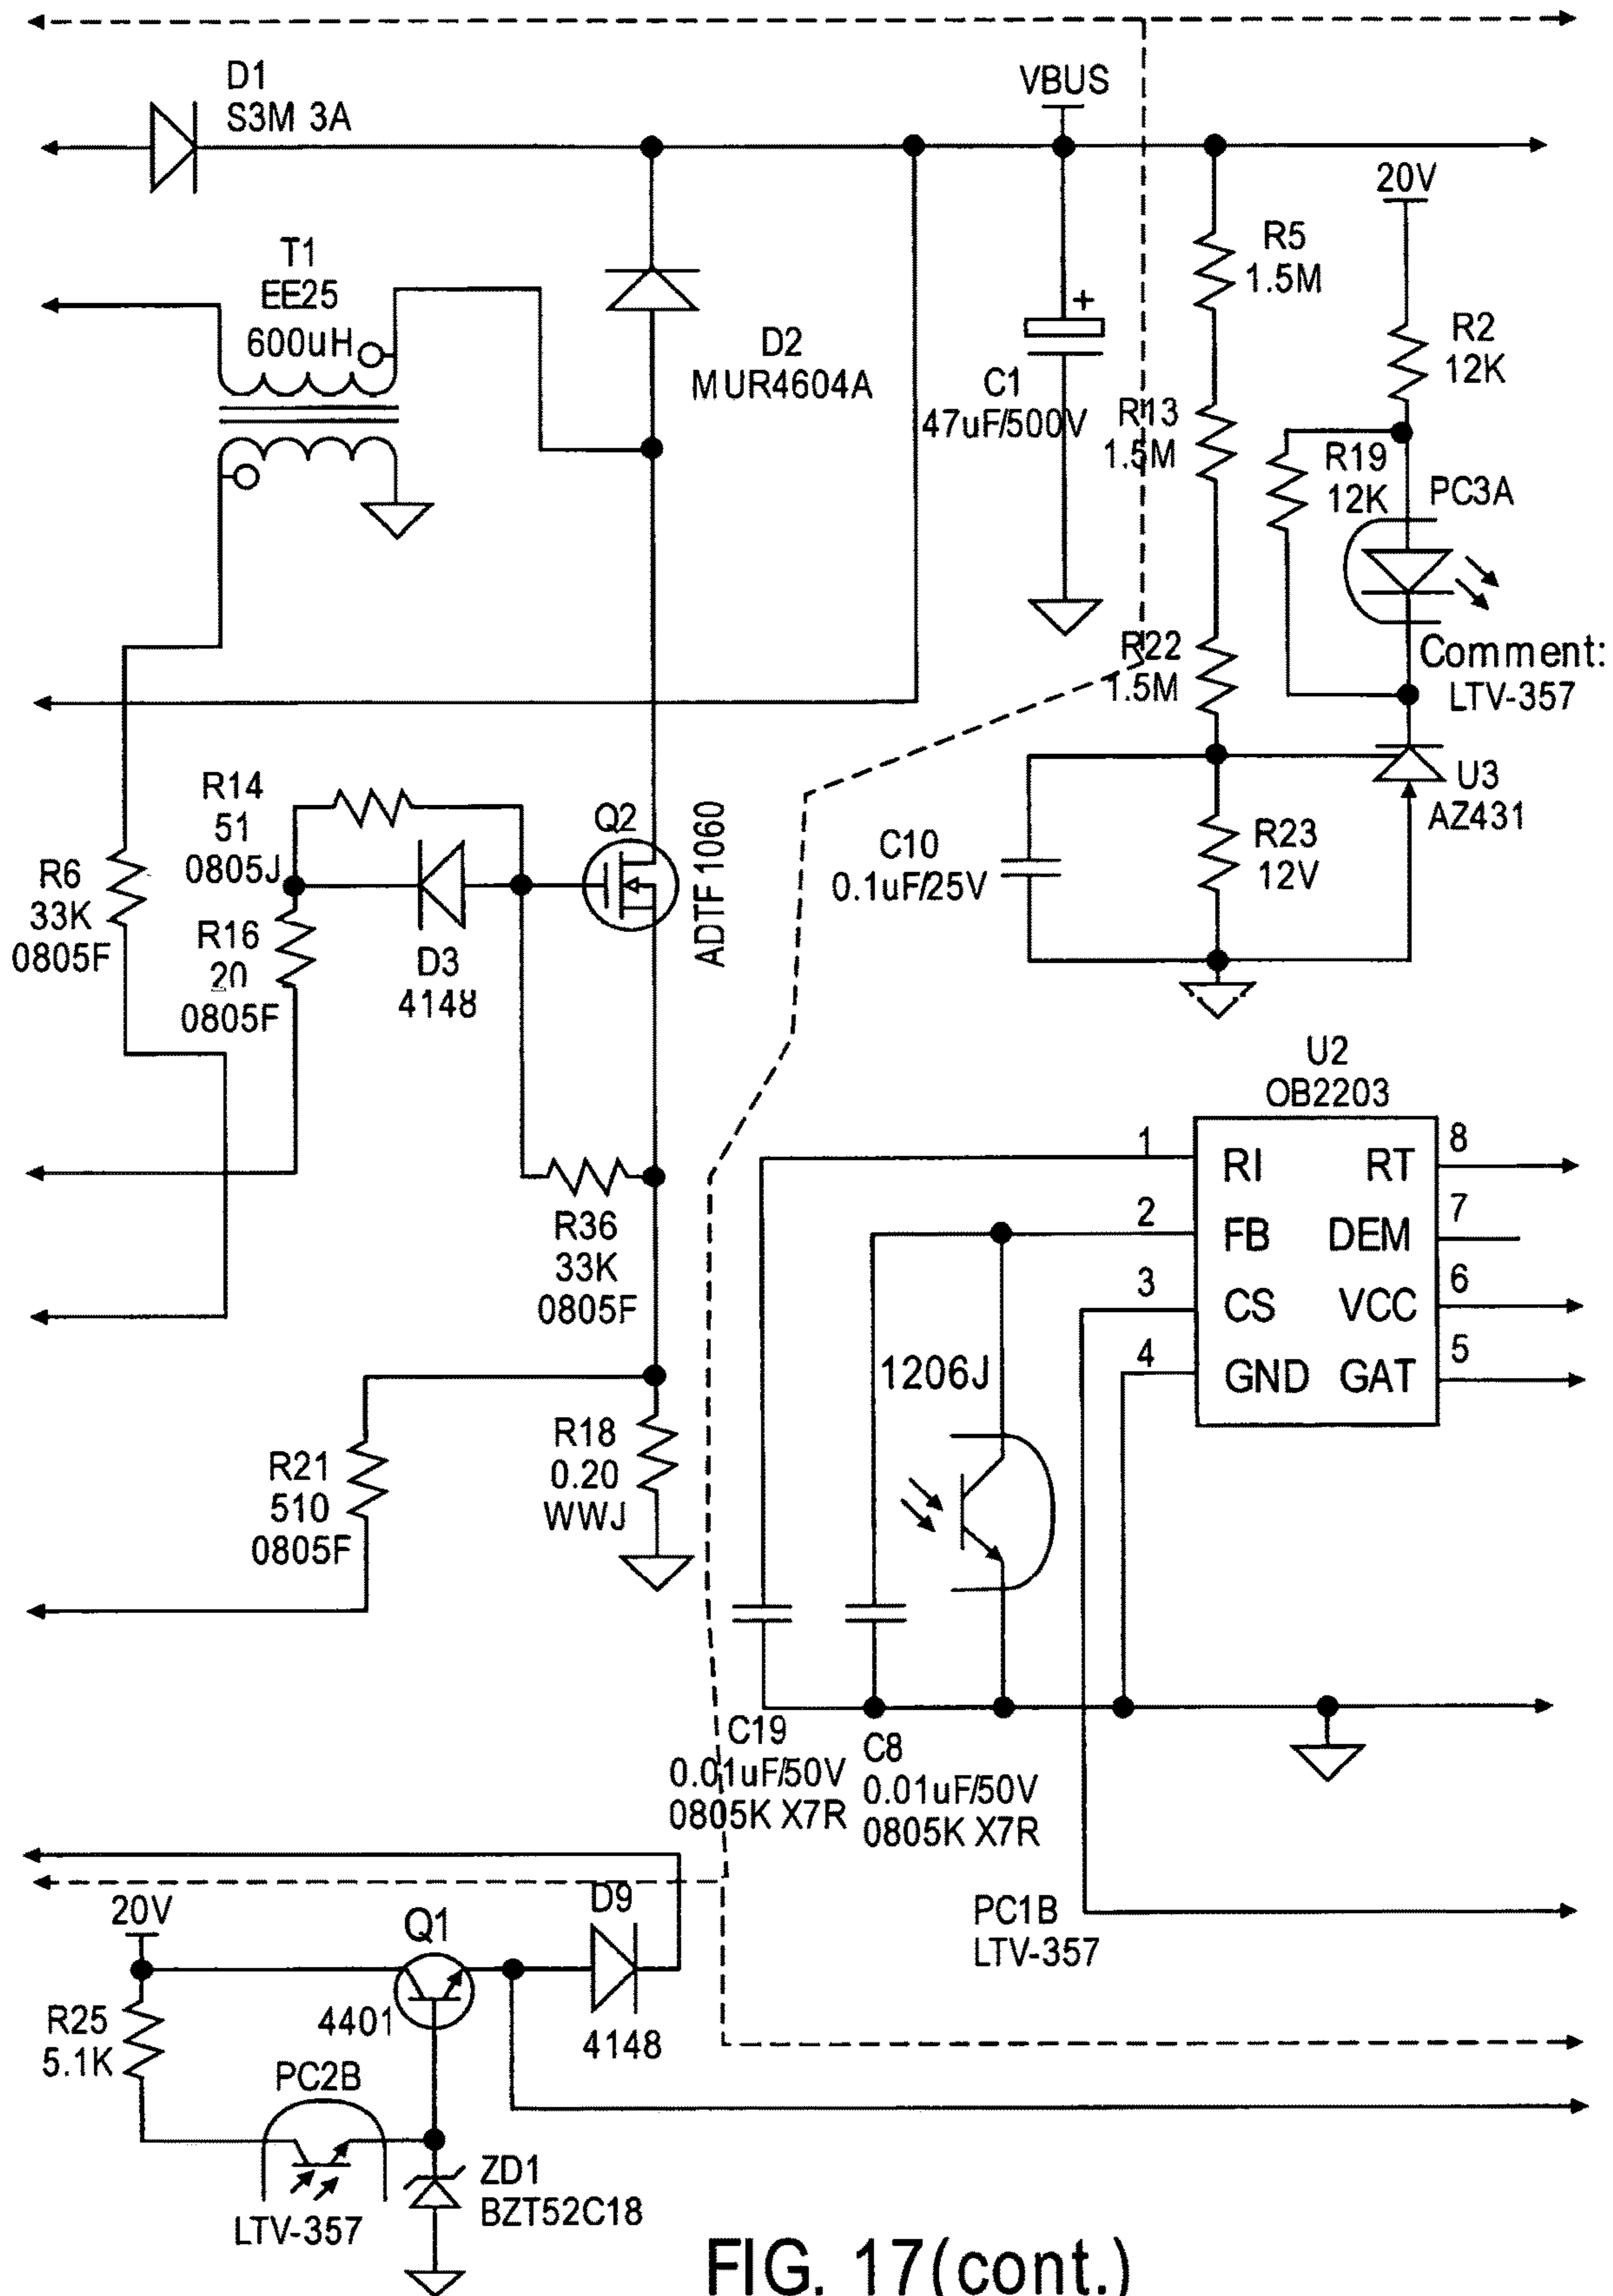 D1
S3M 3A
VBUS
20V
T1
EE25
600uH
R5
1.5M
D2
MUR4604A
R2
12K
C1
47uF/500V
+
R13
1.5M
R19
12K
PC3A
R22
1.5M
Comment:
LTV-357
R14
51
0805J
Q2
ADTF 1060
U3
AZ431
C10
0.1uF/25V
R23
12V
R6
33K
0805F
R16
20
0805F
D3
4148
U2
OB2203
1
RI
RT
8
2
FB
DEM
7
3
CS
VCC
6
4
GND
GAT
5
R36
33K
0805F
1206J
R18
0.20
WWJ
R21
510
0805F
C19
0.01uF/50V
0805K X7R
C8
0.01uF/50V
0805K X7R
20V
Q1
D9
PC1B
LTV-357
R25
5.1K
4401
4148
PC2B
LTV-357
ZD1
BZT52C18
FIG. 17(cont.)